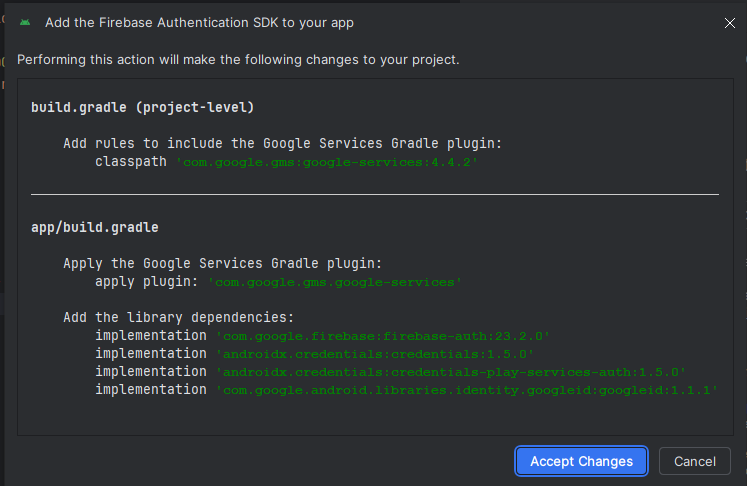 Add the Firebase Authentication SDK to your app
Performing this action will make the following changes to your project.
build.gradle (project-level)
Add rules to include the Google Services Gradle plugin:
classpath 'com.google.gms:google-services:4.4.2'
app/build.gradle
Apply the Google Services Gradle plugin:
apply plugin: 'com.google.gms.google-services'
Add the library dependencies:
implementation 'com.google.firebase:firebase-auth:23.2.0'
implementation 'androidx.credentials:credentials:1.5.0'
implementation 'androidx.credentials:credentials-play-services-auth:1.5.0'
implementation 'com.google.android.libraries.identity.googleid:googleid:1.1.1'
Accept Changes
Cancel